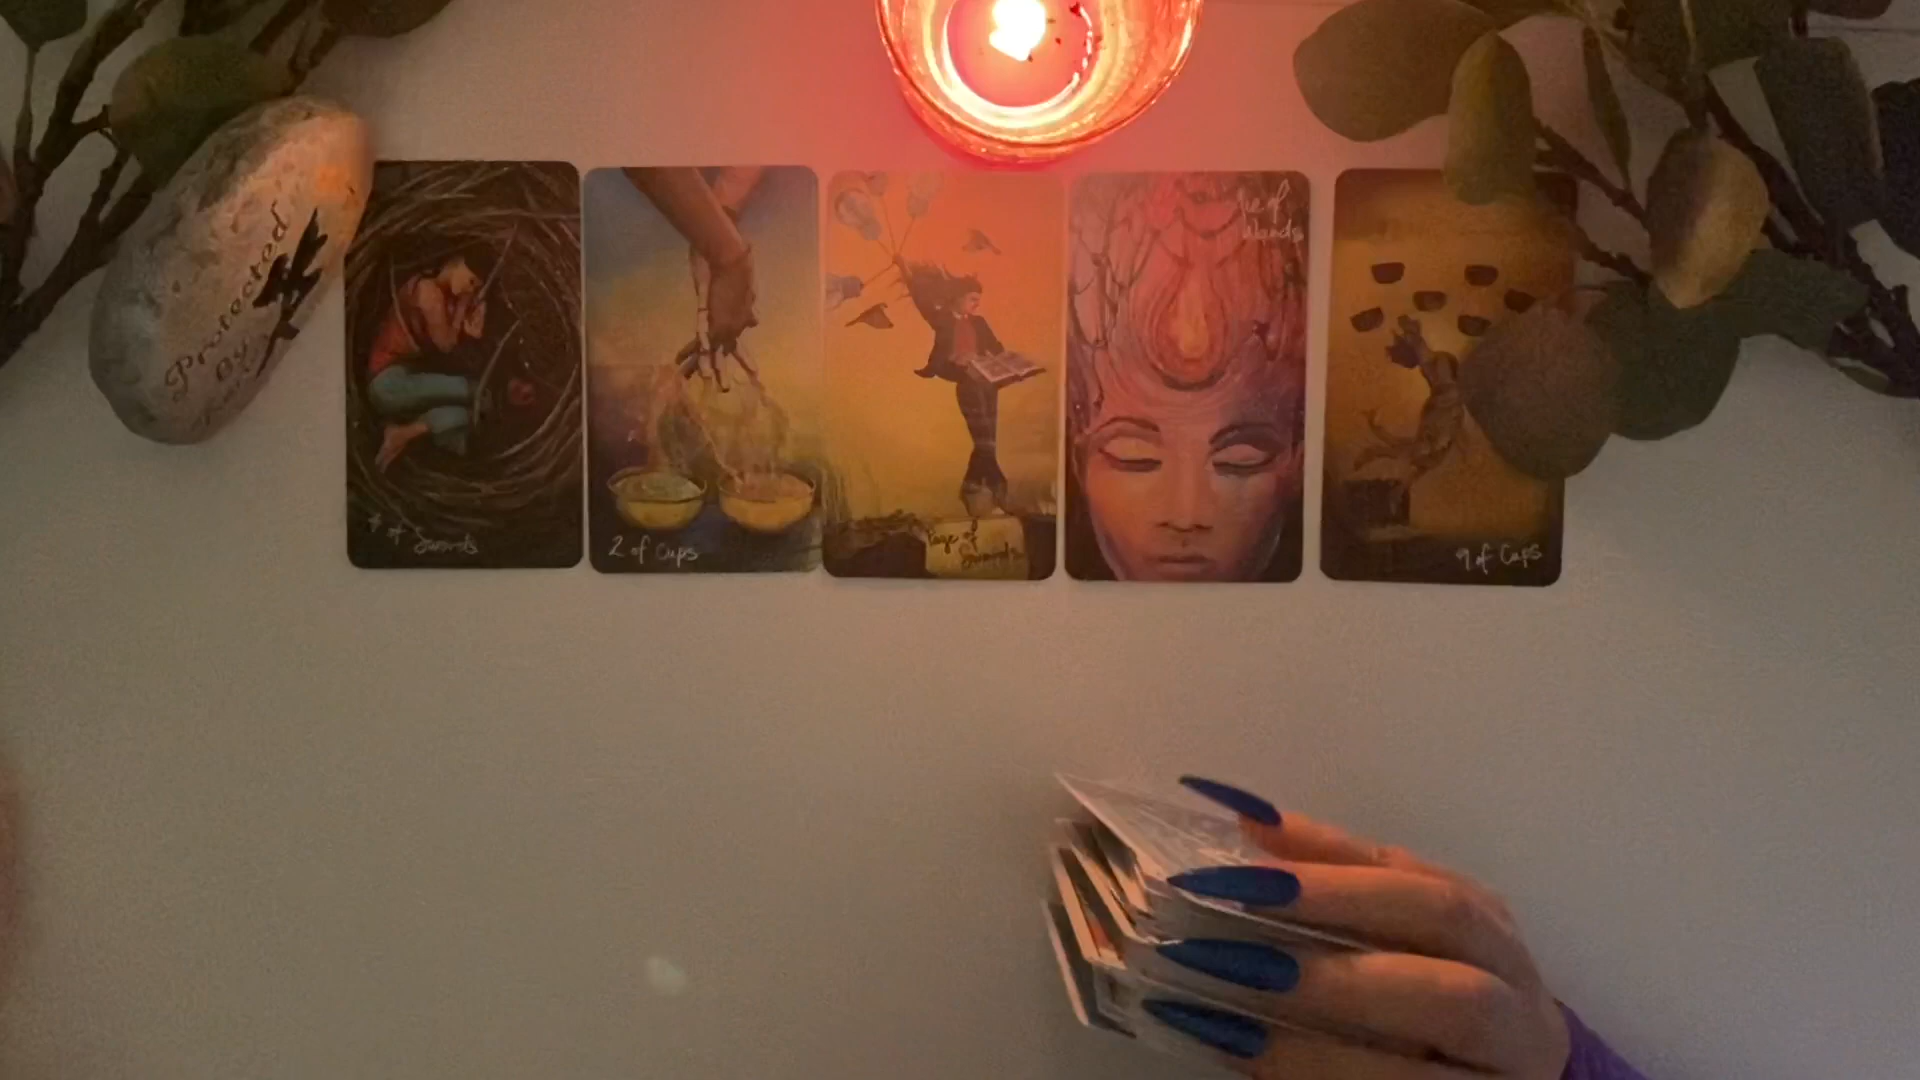 Protected
By
of Swords
2 of Cups
Page of
Swords
of
Wands
9 of Cups